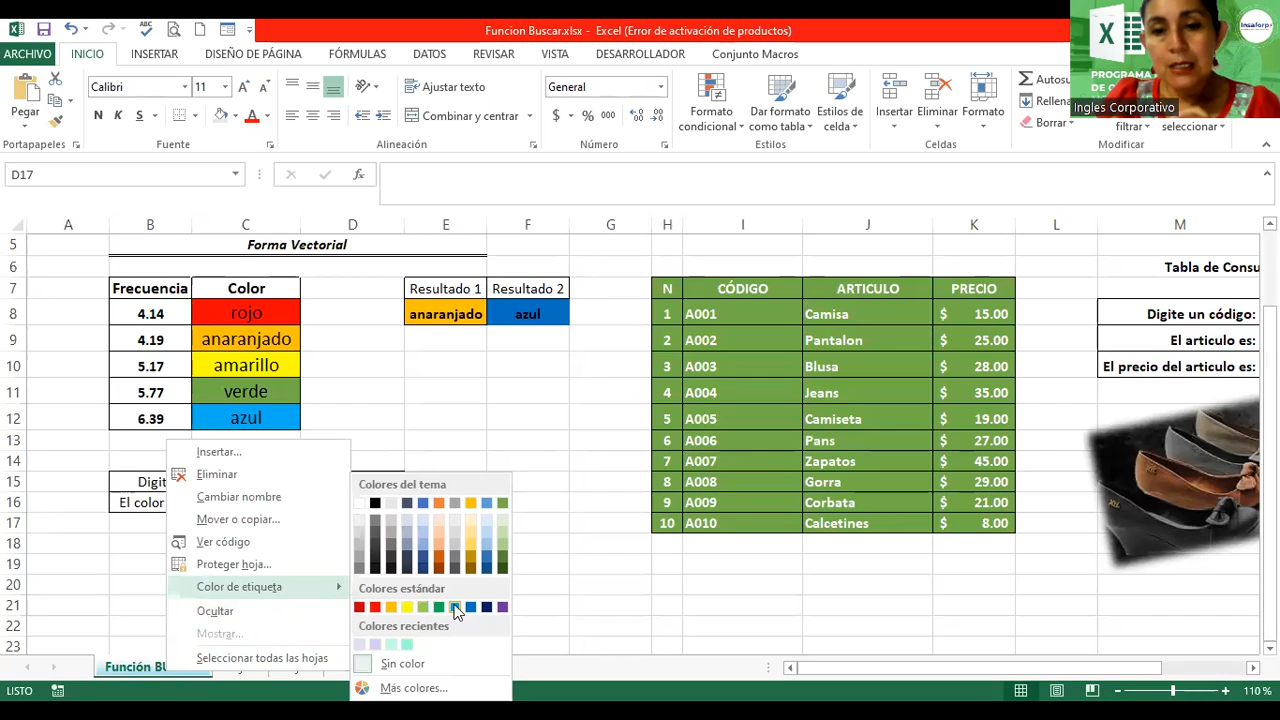 Funcion Buscar.xlsx - Excel (Error de activación de productos)
ARCHIVO INICIO INSERTAR DISEÑO DE PÁGINA FÓRMULAS DATOS REVISAR VISTA DESARROLLADOR Conjunto Macros
X
Insaforp
PROGRAMA
DE
Ingles Corporativo
Calibri 11 Ajustar texto General
Pegar N K S A Combinar y centrar $ % 000
Formato condicional
Dar formato como tabla
Estilos de celda
Insertar Eliminar Formato
Autosu
Rellena
Borrar
filtrar
seleccionar
Portapapeles Fuente Alineación Número Estilos Celdas Modificar
D17 fx
A B C D E F G H I J K L M
5 Forma Vectorial
6 Tabla de Consu
7 Frecuencia Color Resultado 1 Resultado 2 N CÓDIGO ARTICULO PRECIO
8 4.14 rojo anaranjado azul 1 A001 Camisa $ 15.00 Digite un código:
9 4.19 anaranjado 2 A002 Pantalon $ 25.00 El articulo es:
10 5.17 amarillo 3 A003 Blusa $ 28.00 El precio del articulo es:
11 5.77 verde 4 A004 Jeans $ 35.00
12 6.39 azul 5 A005 Camiseta $ 19.00
13 6 A006 Pans $ 27.00
14 7 A007 Zapatos $ 45.00
15 Digit 8 A008 Gorra $ 29.00
16 El color 9 A009 Corbata $ 21.00
17 10 A010 Calcetines $ 8.00
18
19
20
21
22
23
Insertar...
Eliminar
Cambiar nombre
Mover o copiar...
Ver código
Proteger hoja...
Color de etiqueta
Ocultar
Mostrar...
Seleccionar todas las hojas
Colores del tema
Colores estándar
Colores recientes
Sin color
Más colores...
Función BU
LISTO 110 %